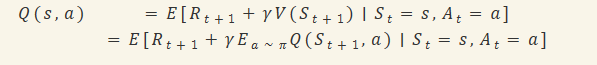 Q(s,a) = E[R_{t+1} + γV(S_{t+1}) | S_t = s, A_t = a]
= E[R_{t+1} + γE_{a~π}Q(S_{t+1}, a) | S_t = s, A_t = a]